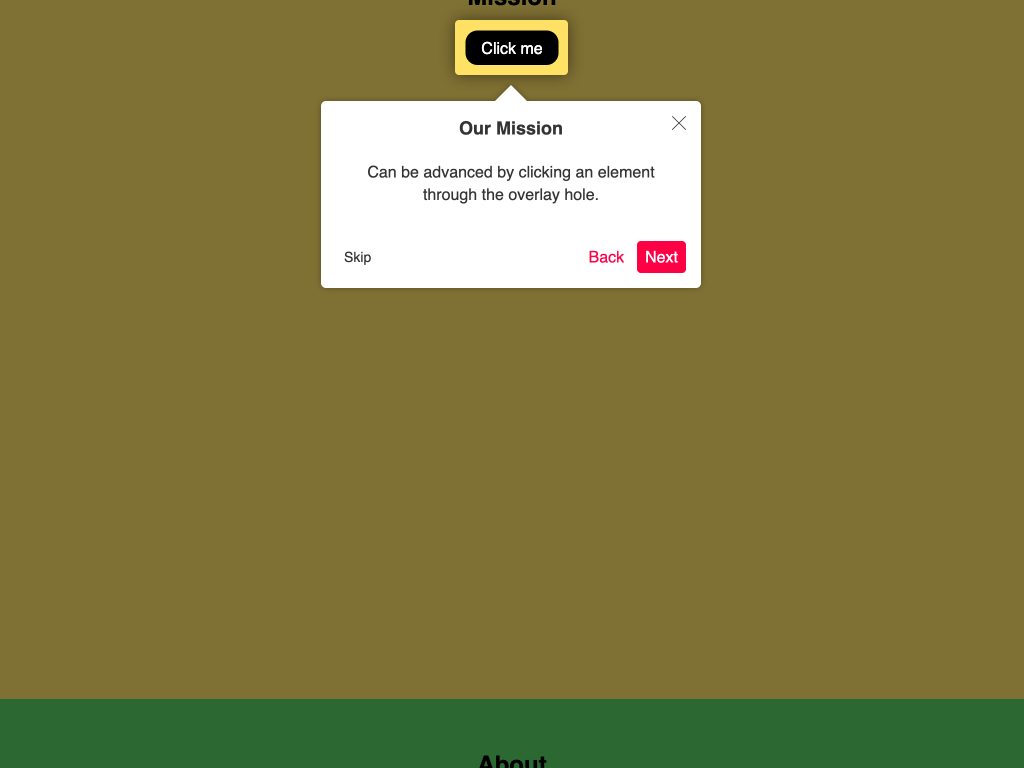 Mission
Click me
Our Mission
Can be advanced by clicking an element
through the overlay hole.
Skip
Back
Next
About